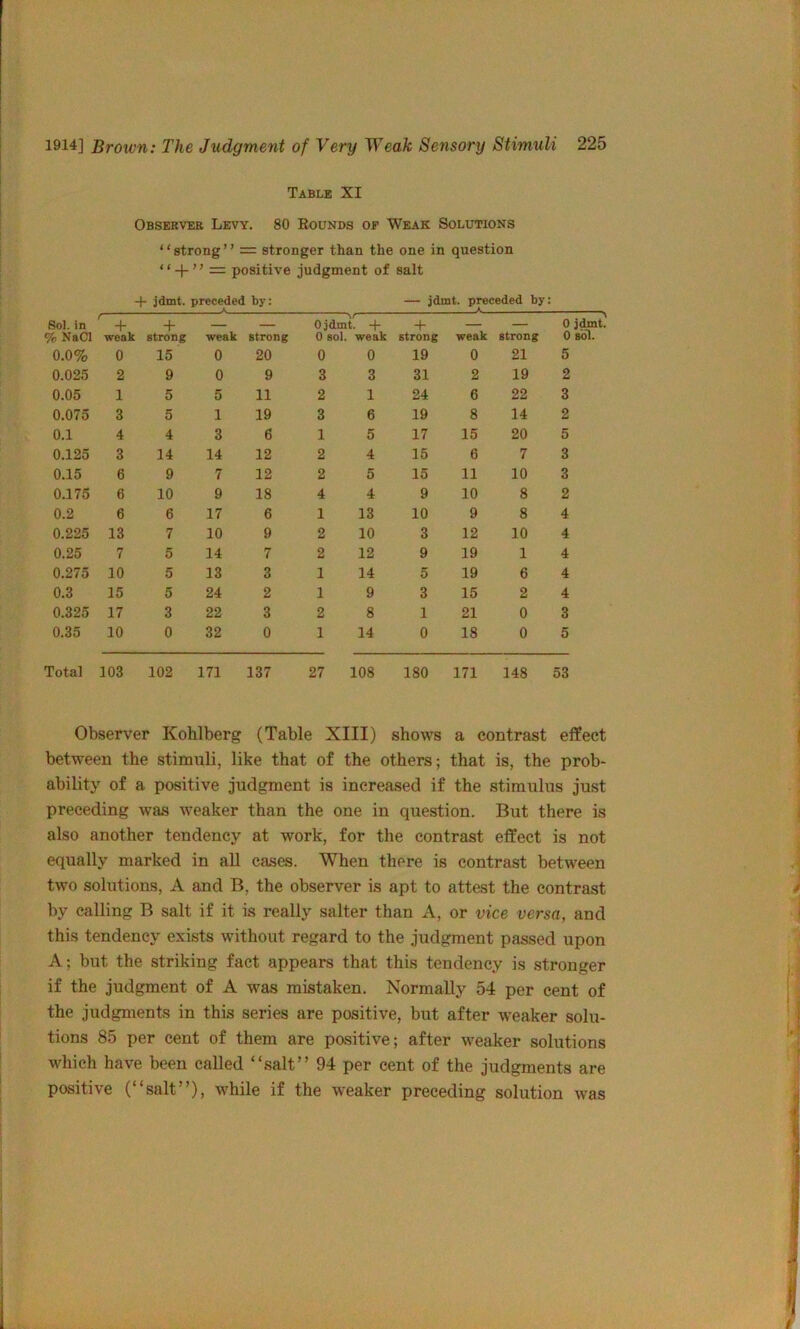 1914] Brown: The Judgment of Very Weak Sensory Stimuli 225
Table XI
Observer Levy. 80 Rounds of Weak Solutions
‘‘strong’’ = stronger than the one in question
‘‘+’’ = positive judgment of salt
+ jdmt. preceded by: — jdmt. preceded by:
Sol. in + + — — 0 jdmt. + + — — 0 jdmt.
% NaCl weak strong weak strong 0 sol. weak strong weak strong 0 sol.
0.0% 0 15 0 20 0 0 19 0 21 5
0.025 2 9 0 9 3 3 31 2 19 2
0.05 1 5 5 11 2 1 24 6 22 3
0.075 3 5 1 19 3 6 19 8 14 2
0.1 4 4 3 6 1 5 17 15 20 5
0.125 3 14 14 12 2 4 15 6 7 3
0.15 6 9 7 12 2 5 15 11 10 3
0.175 6 10 9 18 4 4 9 10 8 2
0.2 6 6 17 6 1 13 10 9 8 4
0.225 13 7 10 9 2 10 3 12 10 4
0.25 7 5 14 7 2 12 9 19 1 4
0.275 10 5 13 3 1 14 5 19 6 4
0.3 15 5 24 2 1 9 3 15 2 4
0.325 17 3 22 3 2 8 1 21 0 3
0.35 10 0 32 0 1 14 0 18 0 5
Total 103 102 171 137 27 108 180 171 148 53
Observer Kohlberg (Table XIII) shows a contrast effect
between the stimuli, like that of the others; that is, the prob-
ability of a positive judgment is increased if the stimulus just
preceding was weaker than the one in question. But there is
also another tendency at work, for the contrast effect is not
equally marked in all cases. When there is contrast between
two solutions, A and B, the observer is apt to attest the contrast
by calling B salt if it is really salter than A, or vice versa, and
this tendency exists without regard to the judgment passed upon
A; but the striking fact appears that this tendency is stronger
if the judgment of A was mistaken. Normally 54 per cent of
the judgments in this series are positive, but after weaker solu-
tions 85 per cent of them are positive; after weaker solutions
which have been called ‘‘salt’’ 94 per cent of the judgments are
positive (‘‘salt’’), while if the weaker preceding solution was